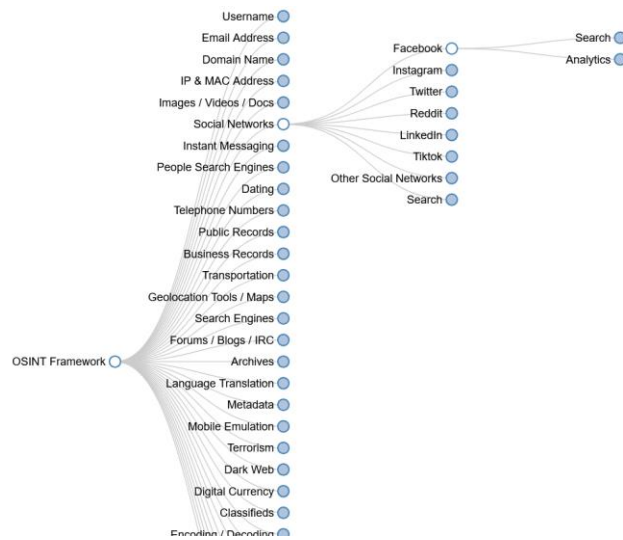 Username
Email Address
Domain Name
IP & MAC Address
Images / Videos / Docs
Social Networks
Instant Messaging
People Search Engines
Dating
Telephone Numbers
Public Records
Business Records
Transportation
Geolocation Tools / Maps
Search Engines
Forums / Blogs / IRC
OSINT Framework
Archives
Language Translation
Metadata
Mobile Emulation
Terrorism
Dark Web
Digital Currency
Classifieds
Encoding / Decoding
Facebook
Instagram
Twitter
Reddit
LinkedIn
Tiktok
Other Social Networks
Search
Search
Analytics